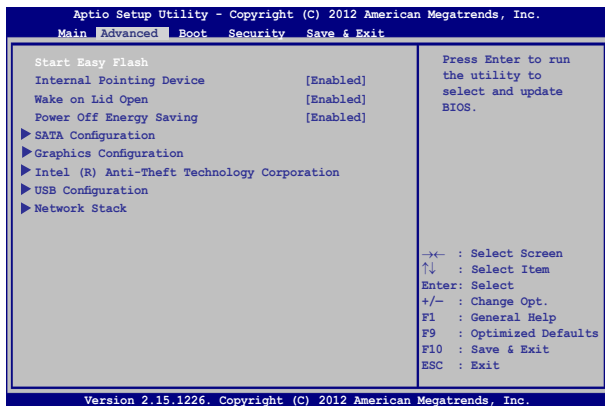 Aptio Setup Utility - Copyright (C) 2012 American Megatrends, Inc.
Main Advanced Boot Security Save & Exit
Start Easy Flash
Internal Pointing Device [Enabled]
Wake on Lid Open [Enabled]
Power Off Energy Saving [Enabled]
SATA Configuration
Graphics Configuration
Intel (R) Anti-Theft Technology Corporation
USB Configuration
Network Stack
Press Enter to run
the utility to
select and update
BIOS.
→← : Select Screen
↑↓ : Select Item
Enter: Select
+/— : Change Opt.
F1 : General Help
F9 : Optimized Defaults
F10 : Save & Exit
ESC : Exit
Version 2.15.1226. Copyright (C) 2012 American Megatrends, Inc.